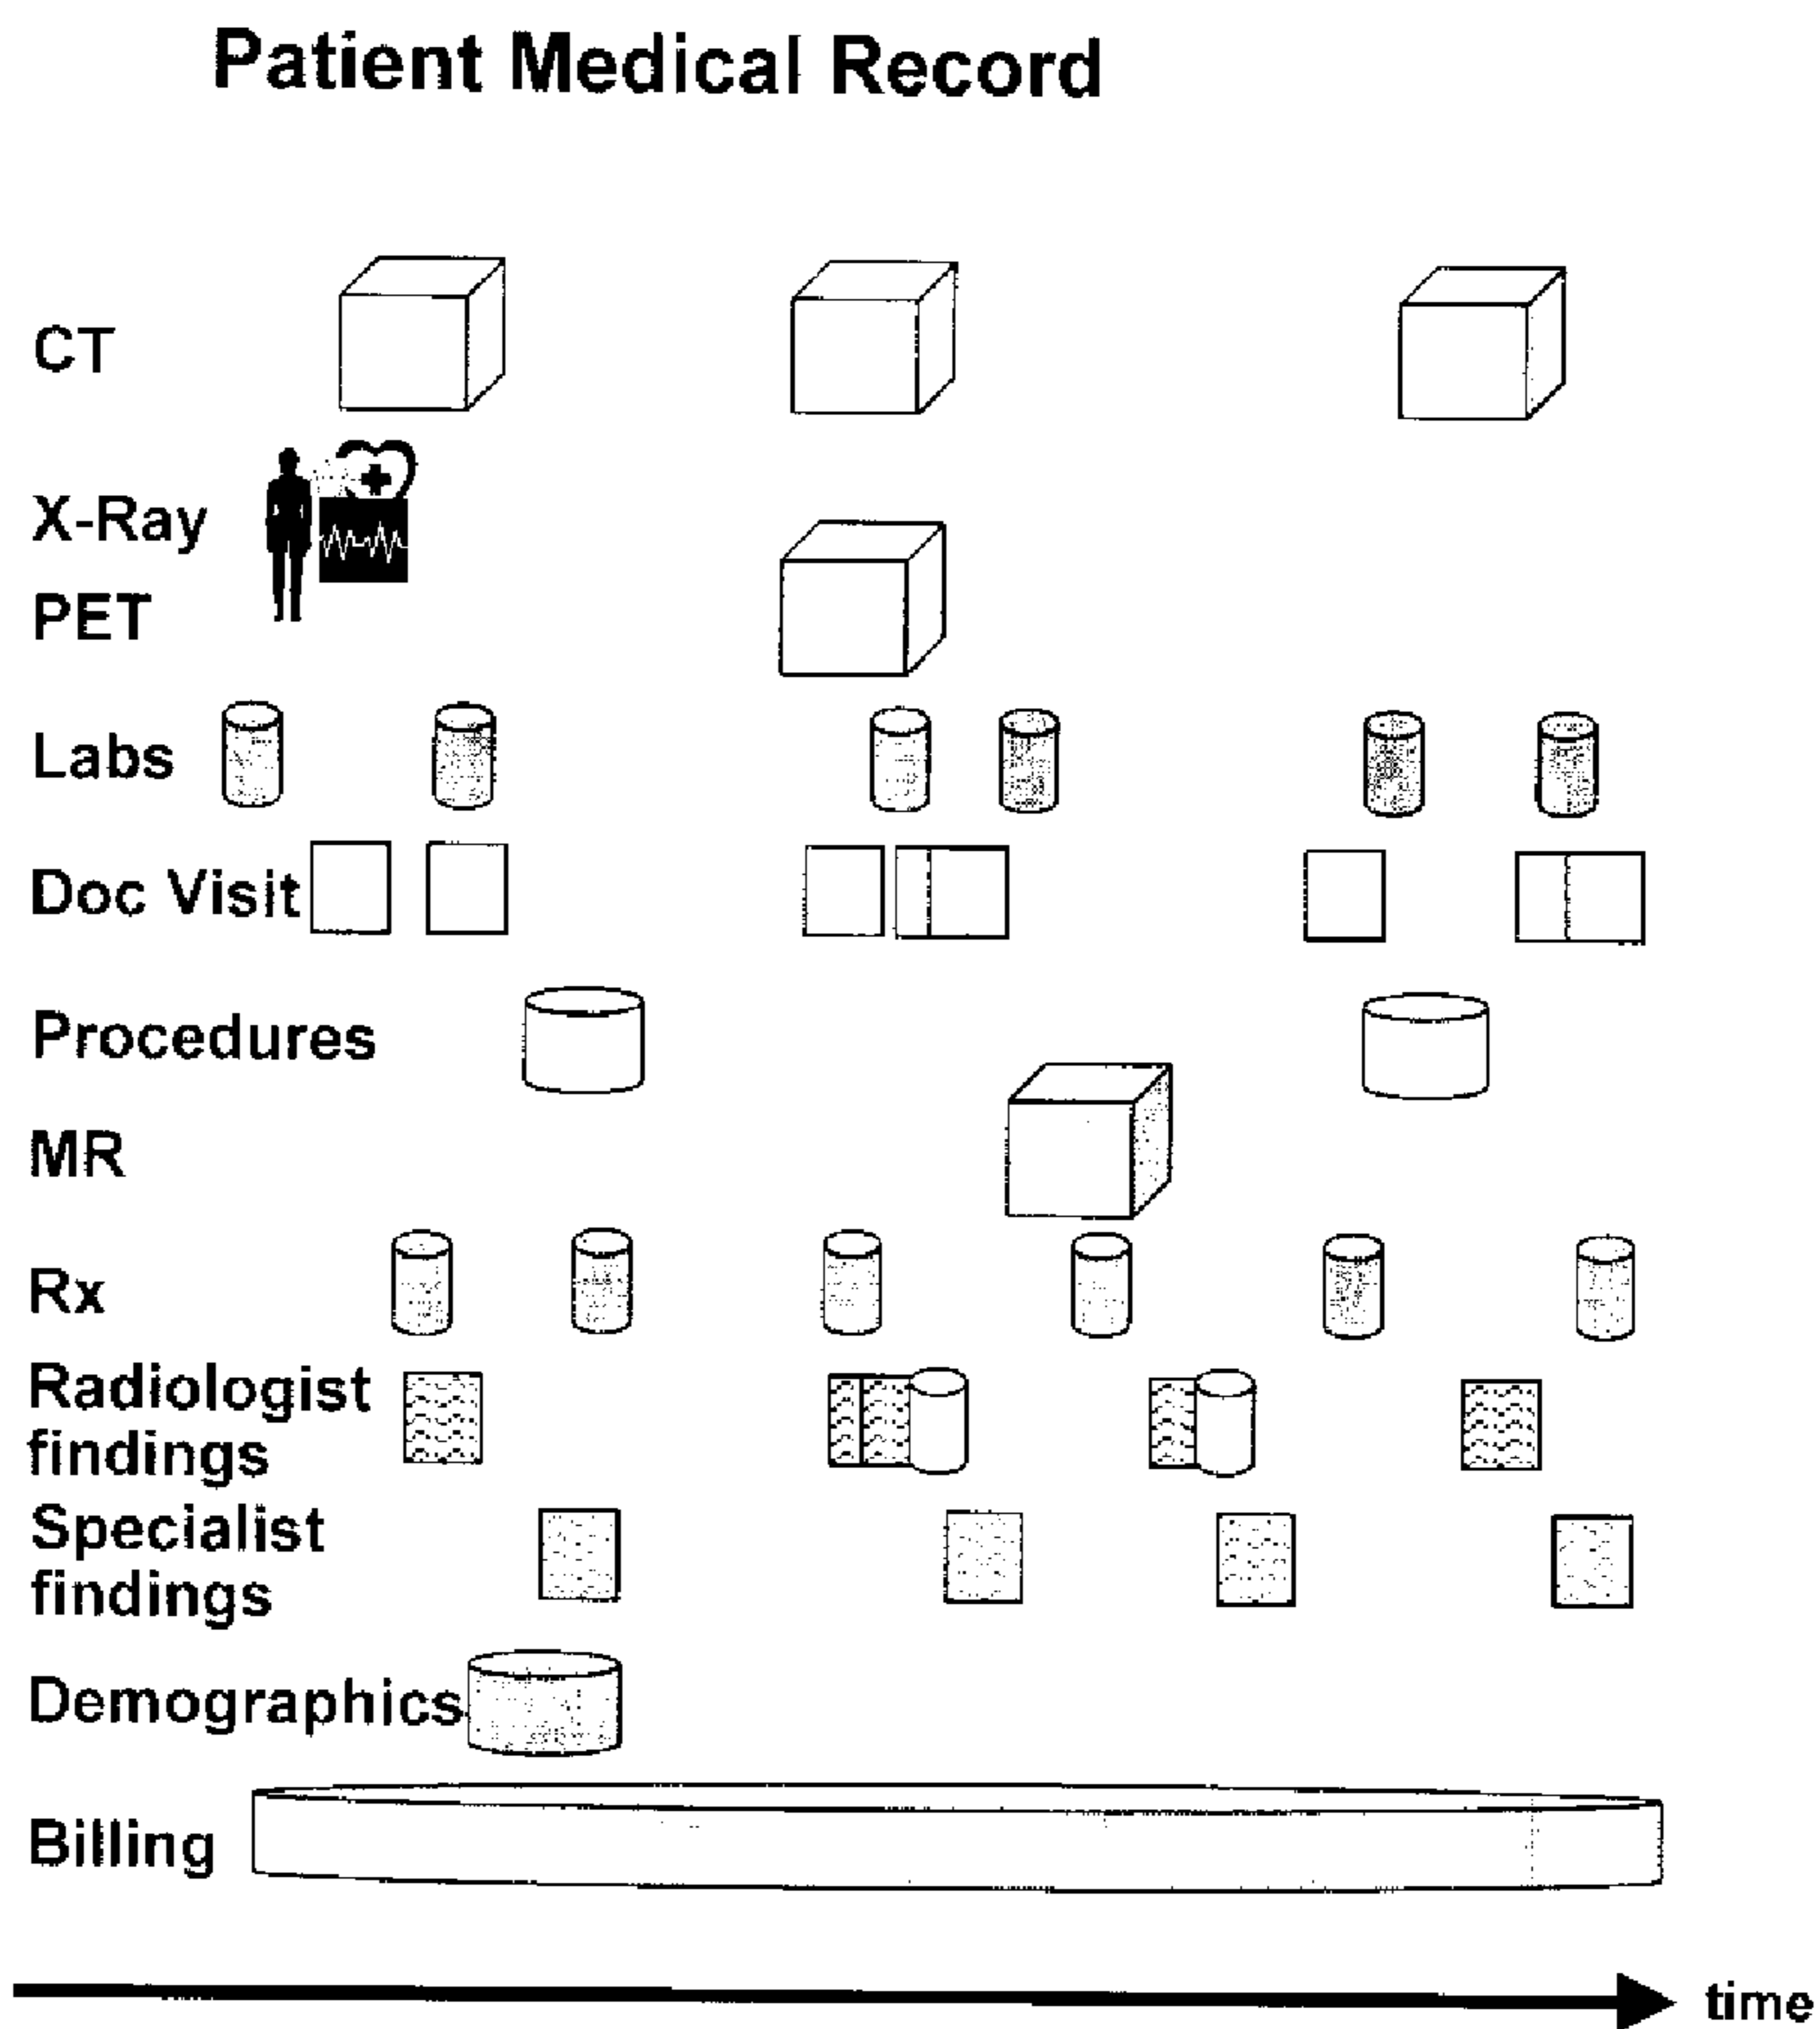 Patient Medical Record
CT
X-Ray
PET
Labs
Doc Visit
Procedures
MR
Rx
Radiologist
findings
Specialist
findings
Demographics
Billing
time